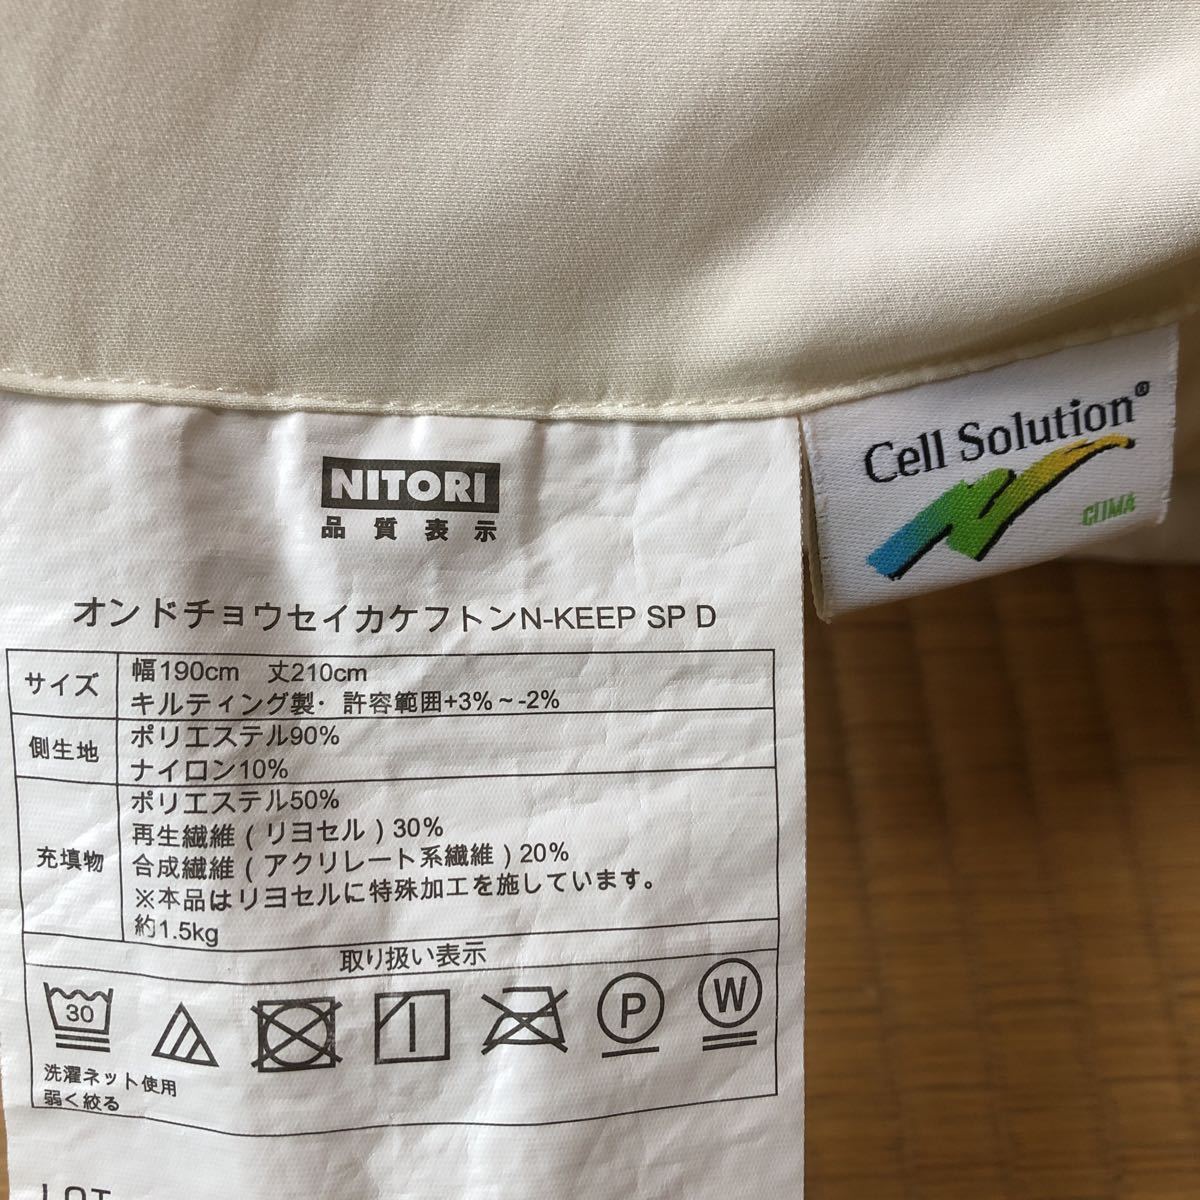 Cell Solution®
CLIMA
NITORI
品質表示
オンドチョウセイカケフトンN-KEEP SP D
サイズ
幅190cm 丈210cm
キルティング製・許容範囲+3%～-2%
側生地
ポリエステル90%
ナイロン10%
充填物
ポリエステル50%
再生繊維(リヨセル)30%
合成繊維(アクリレート系繊維)20%
※本品はリヨセルに特殊加工を施しています。
約1.5kg
取り扱い表示
30
P
W
洗濯ネット使用
弱く絞る
LOT